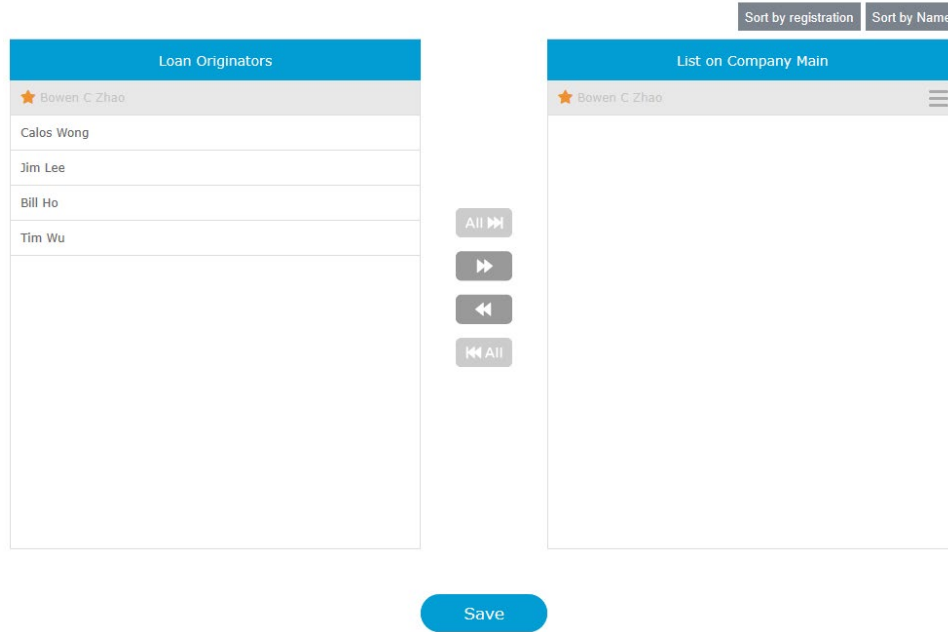 Sort by registration Sort by Name
Loan Originators
List on Company Main
Bowen C Zhao
Bowen C Zhao
Calos Wong
Jim Lee
Bill Ho
Tim Wu
All
All
Save